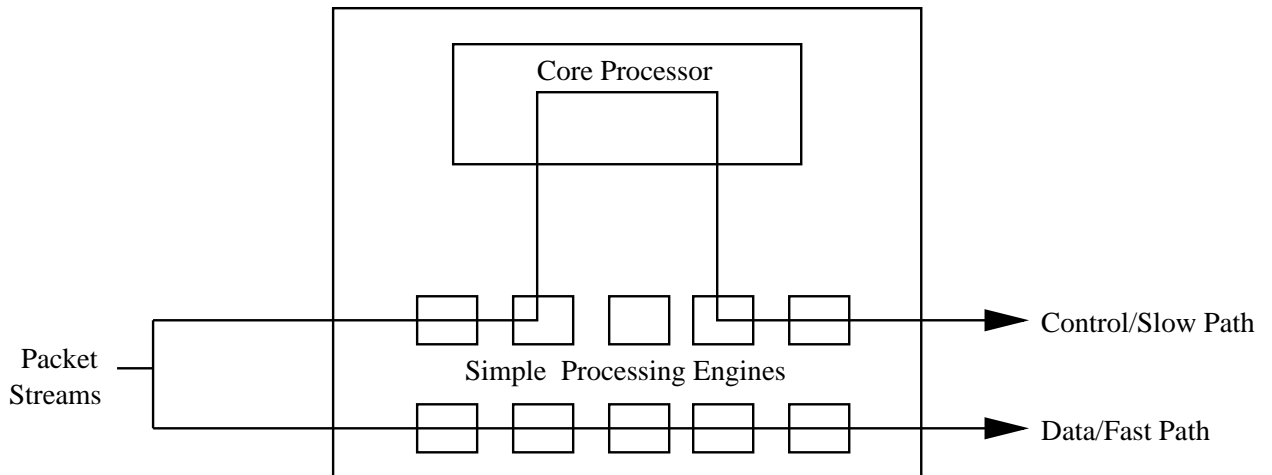 Core Processor
Control/Slow Path
Packet
Streams
Simple Processing Engines
Data/Fast Path